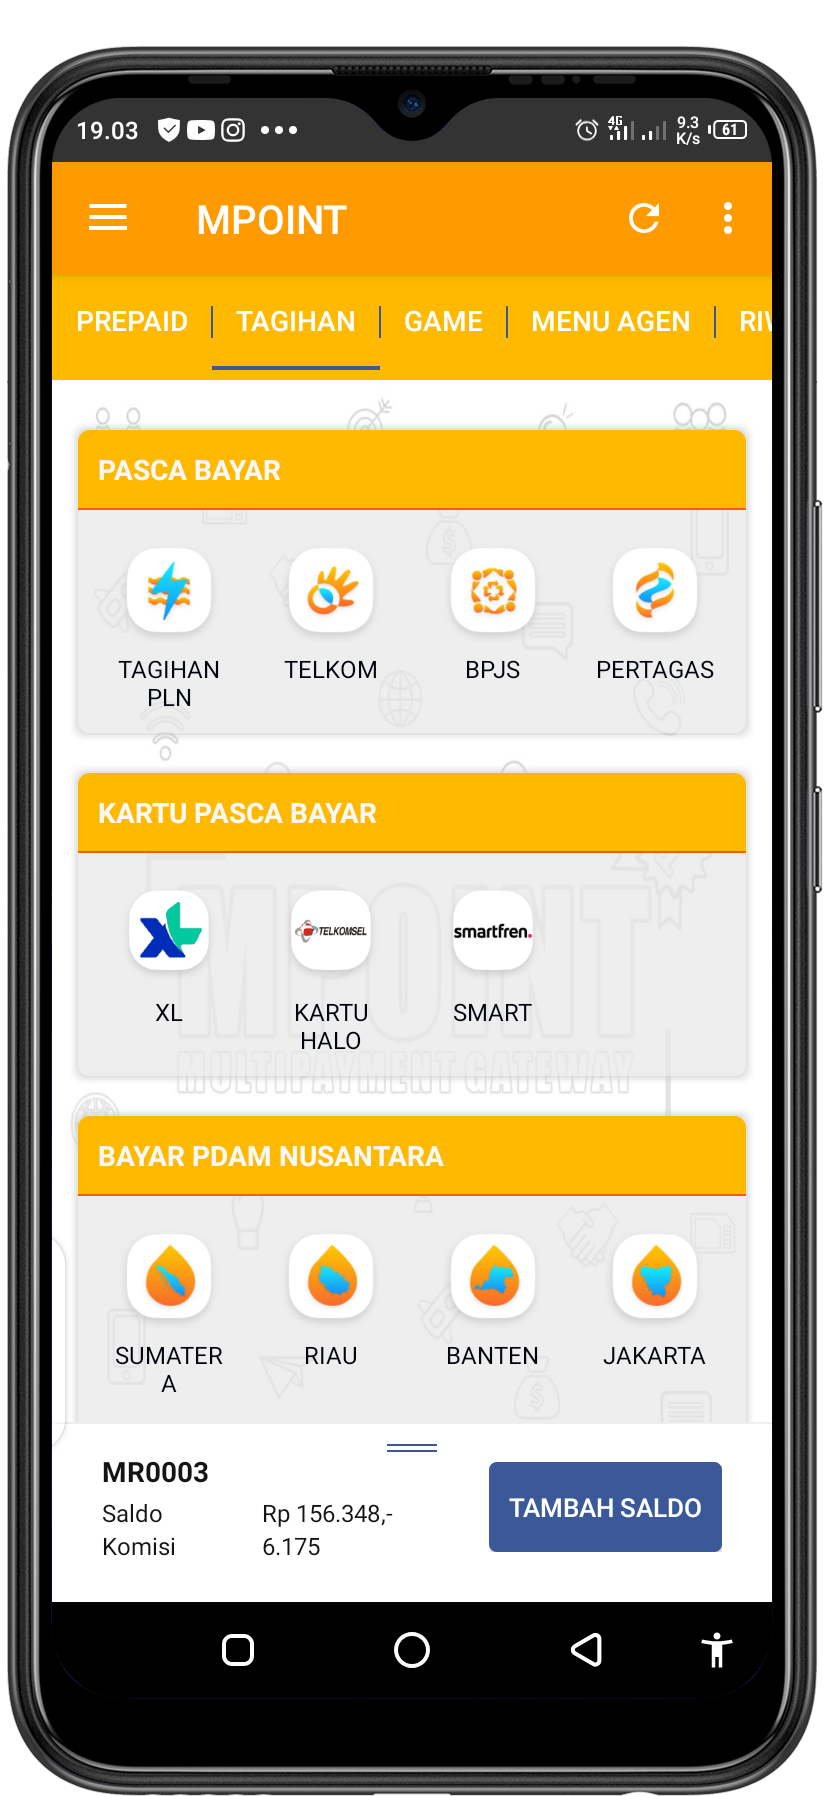 19.03
4G
9.3
K/s
61
MPOINT
PREPAID
TAGIHAN
GAME
MENU AGEN
PASCA BAYAR
TAGIHAN
PLN
TELKOM
BPJS
PERTAGAS
KARTU PASCA BAYAR
XL
TELKOMSEL
smartfren.
XL
KARTU
HALO
SMART
MPOINT
MULTIPAYMENT GATEWAY
BAYAR PDAM NUSANTARA
SUMATER
A
RIAU
BANTEN
JAKARTA
MR0003
Saldo
Rp 156.348,-
Komisi
6.175
TAMBAH SALDO